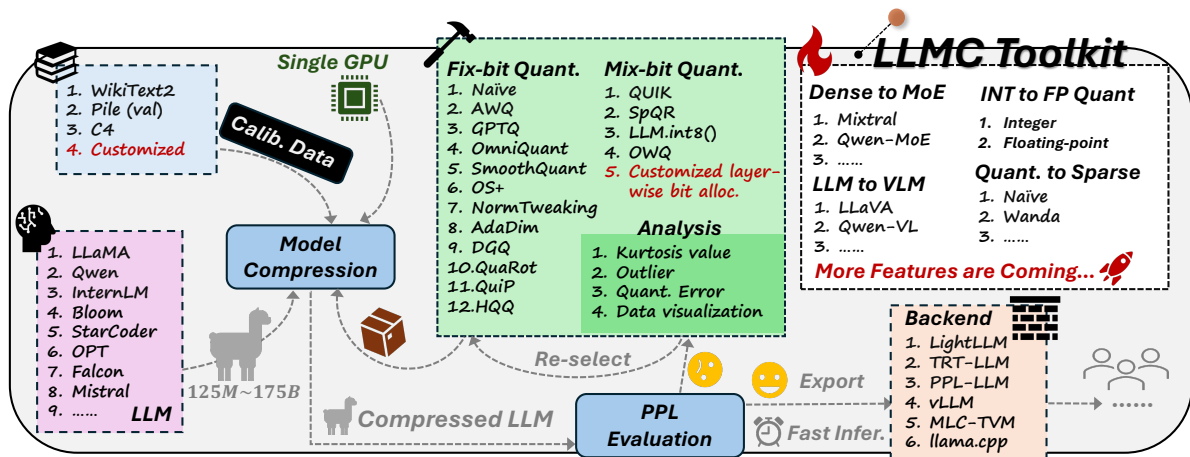 LLMC Toolkit
1. WikiText2
2. Pile (val)
3. C4
4. Customized
Single GPU
Calib. Data
Model
Compression
1. LLaMA
2. Qwen
3. InternLM
4. Bloom
5. StarCoder
6. OPT
7. Falcon
8. Mistral
9. ......
LLM
125M~175B
Fix-bit Quant.
1. Naïve
2. AWQ
3. GPTQ
4. OmniQuant
5. SmoothQuant
6. OS+
7. NormTweaking
8. AdaDim
9. DGQ
10.QuaRot
11.QuiP
12.HQQ
Mix-bit Quant.
1. QUIK
2. SpQR
3. LLM.int8()
4. OWQ
5. Customized layer-
wise bit alloc.
Analysis
1. Kurtosis value
2. Outlier
3. Quant. Error
4. Data visualization
Re-select
Compressed LLM
PPL
Evaluation
Export
Fast Infer.
Dense to MoE
1. Mixtral
2. Qwen-MoE
3. ......
LLM to VLM
1. LLaVA
2. Qwen-VL
3. ......
INT to FP Quant
1. Integer
2. Floating-point
Quant. to Sparse
1. Naïve
2. Wanda
3. ......
More Features are Coming...
Backend
1. LightLLM
2. TRT-LLM
3. PPL-LLM
4. vLLM
5. MLC-TVM
6. llama.cpp
......